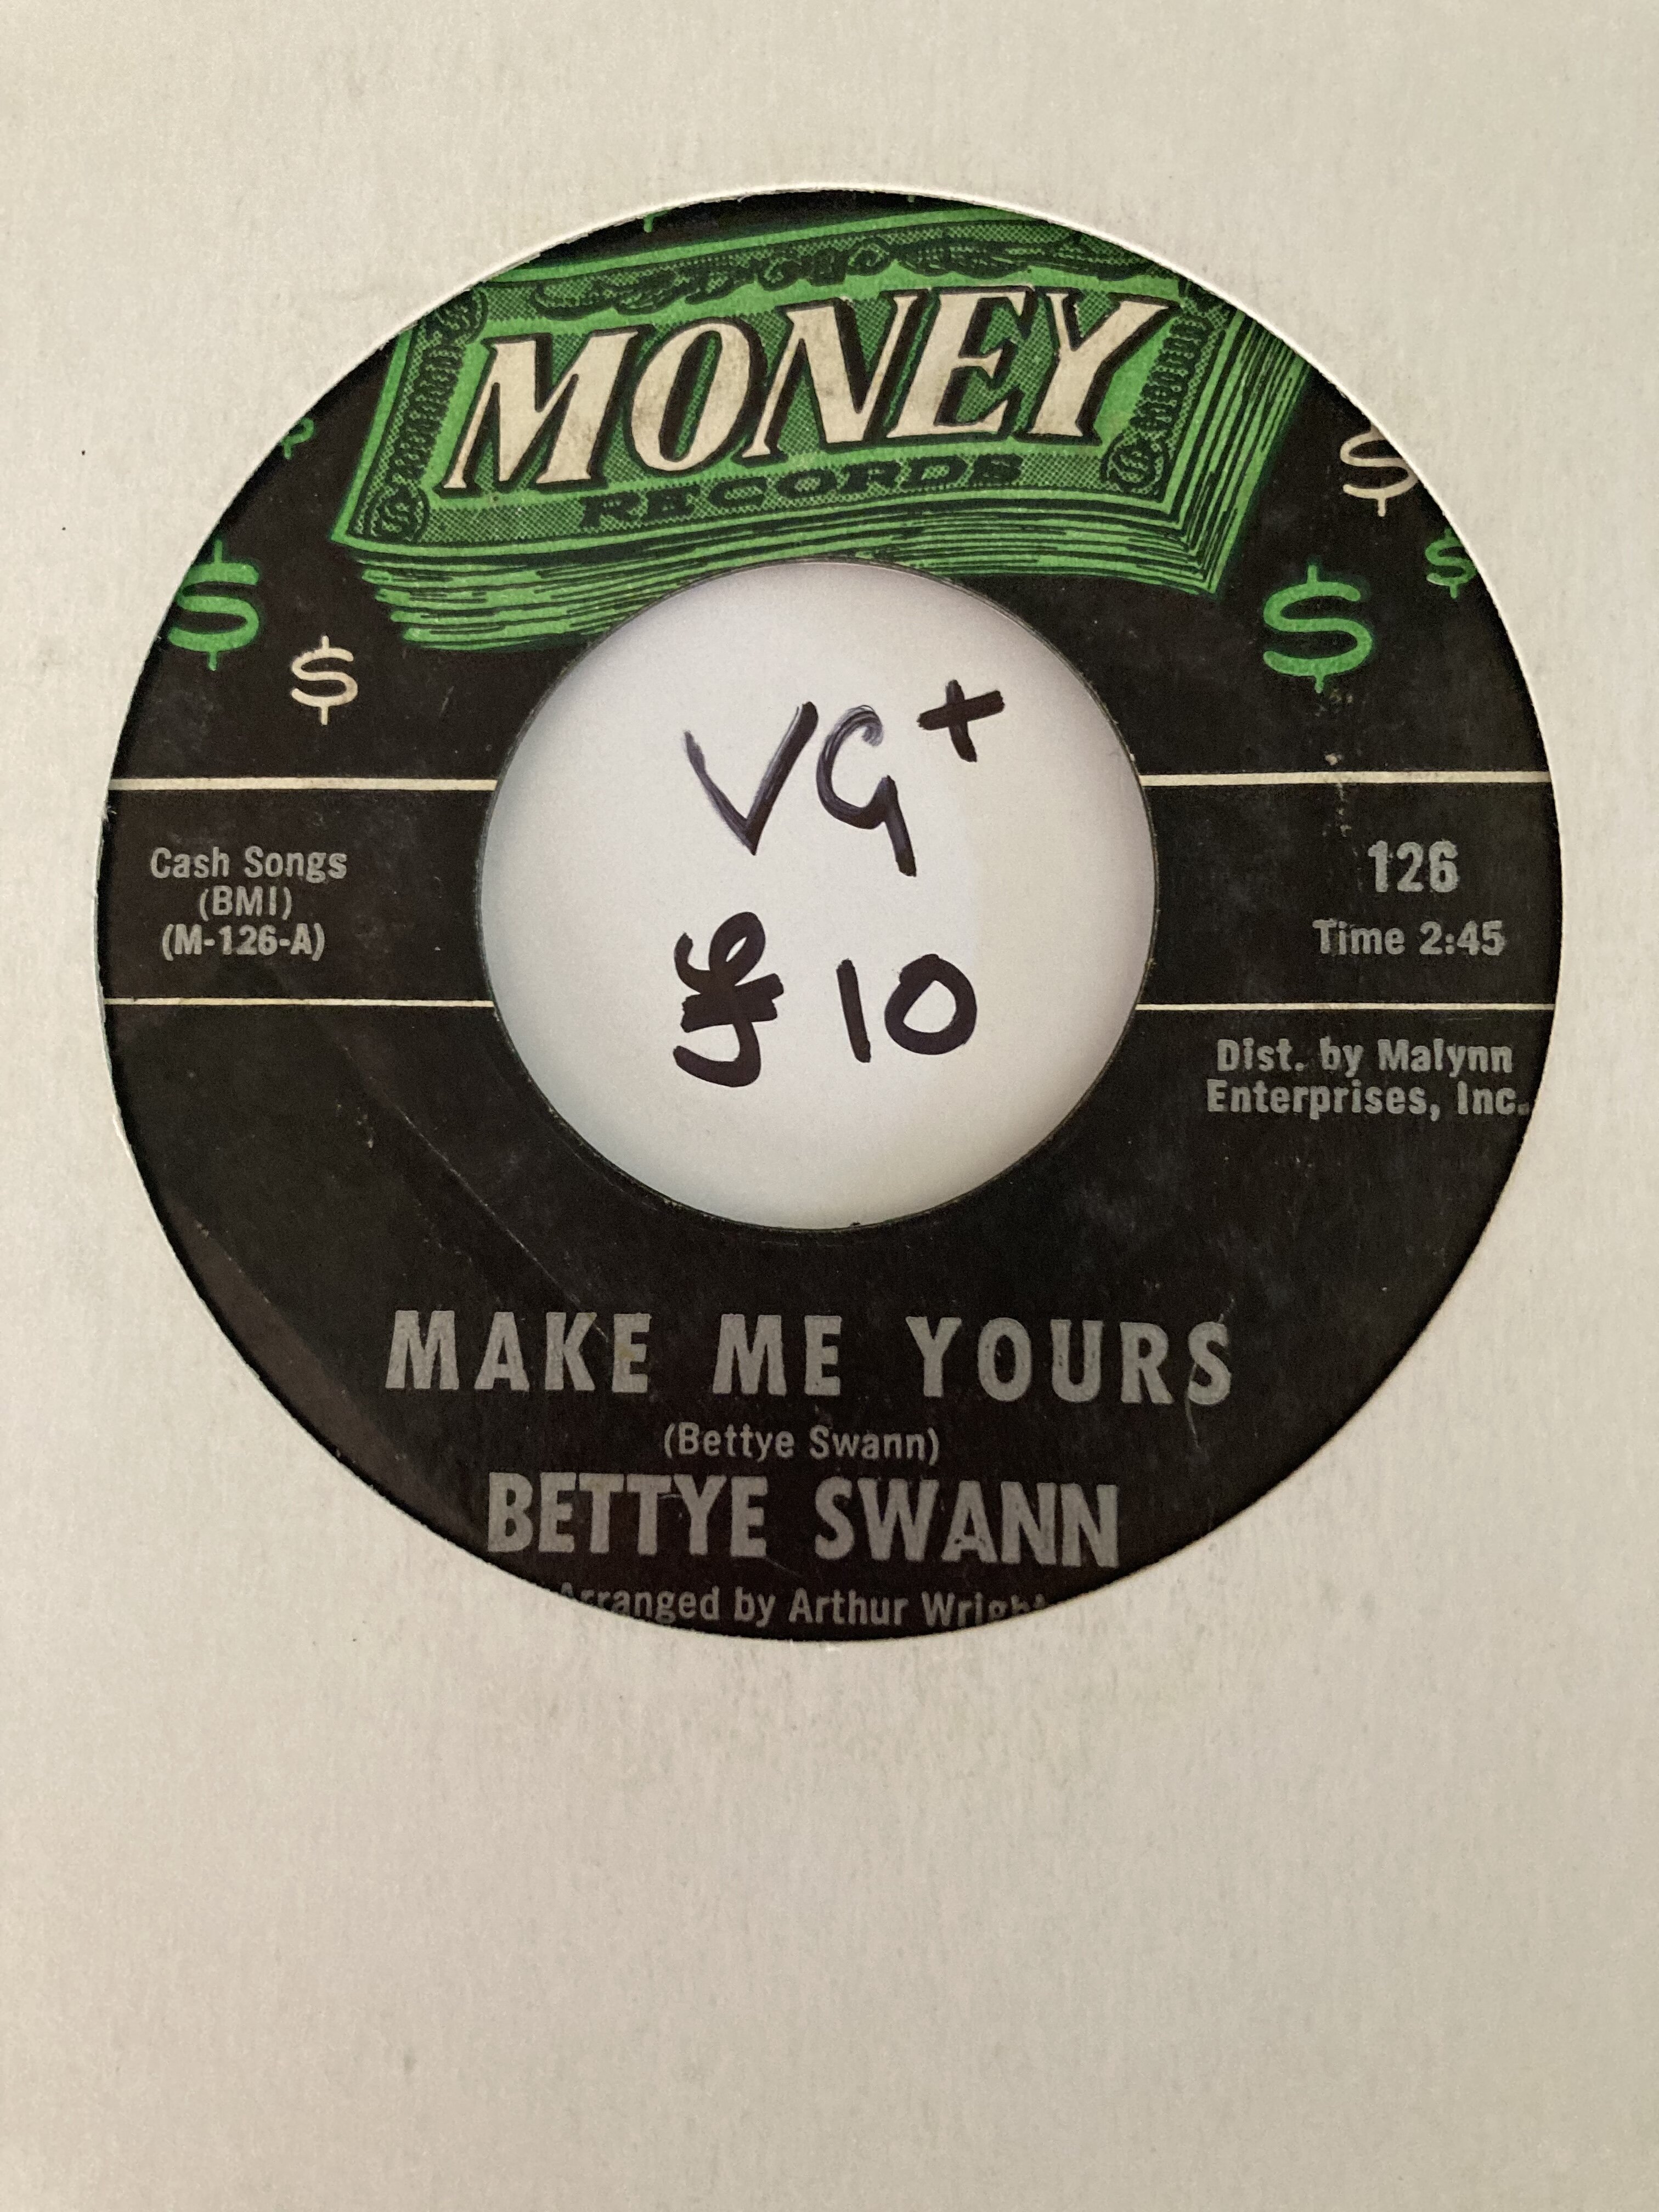 MONEY
RECORDS
VG+
£10
Cash Songs
(BMI)
(M-126-A)
126
Time 2:45
Dist. by Malynn
Enterprises, Inc.
MAKE ME YOURS
(Bettye Swann)
BETTYE SWANN
Arranged by Arthur Wright